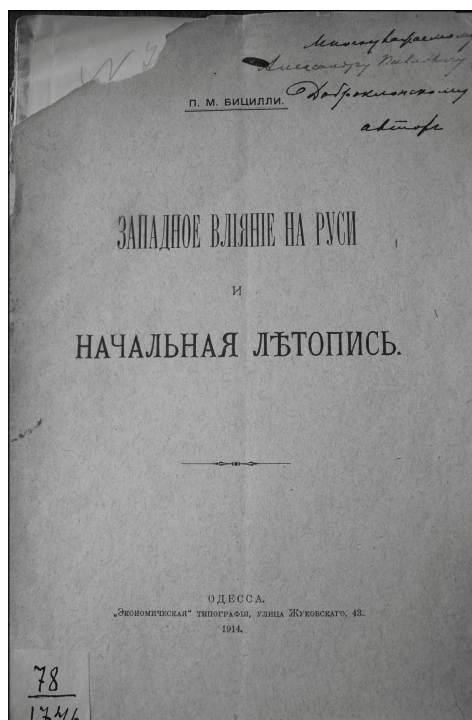 Многоуважаемому
Александру Павловичу
Доброклонскому
автор
П. М. БИЦИЛЛИ.
ЗАПАДНОЕ ВЛІЯНІЕ НА РУСИ
И
НАЧАЛЬНАЯ ЛѢТОПИСЬ.
ОДЕССА.
„Экономическая“ типографія, улица Жуковскаго, 43.
1914.
78
1746